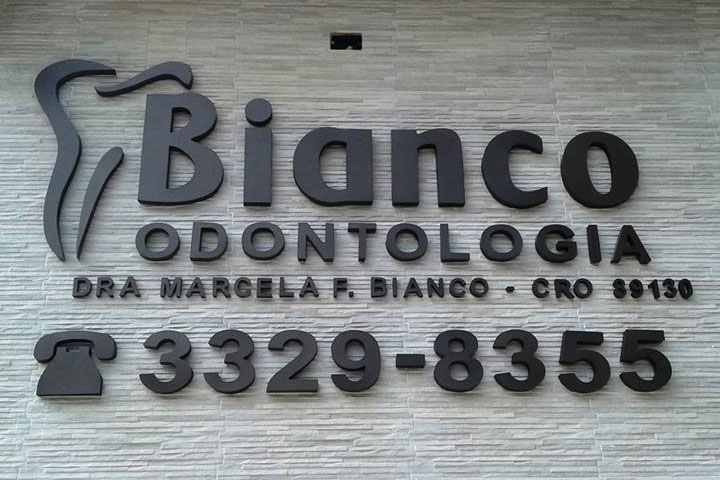 Bianco
ODONTOLOGIA
DRA MARCELA F. BIANCO - CRO 89130
3329-8355